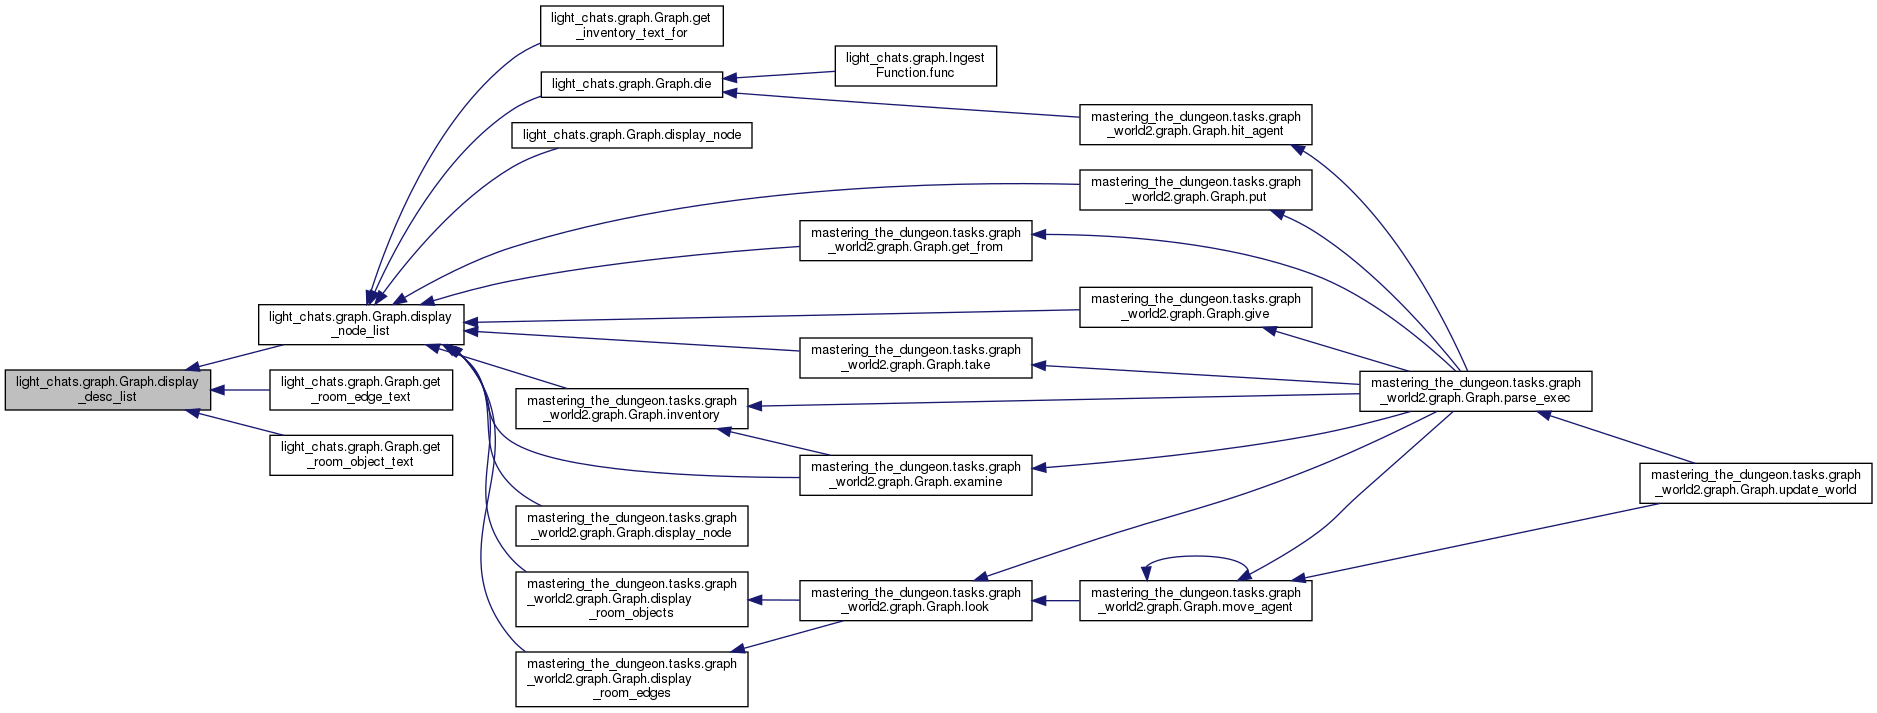 light_chats.graph.Graph.get
_inventory_text_for
light_chats.graph.Ingest
Function.func
light_chats.graph.Graph.die
mastering_the_dungeon.tasks.graph
_world2.graph.Graph.hit_agent
light_chats.graph.Graph.display_node
mastering_the_dungeon.tasks.graph
_world2.graph.Graph.put
mastering_the_dungeon.tasks.graph
_world2.graph.Graph.get_from
light_chats.graph.Graph.display
_node_list
mastering_the_dungeon.tasks.graph
_world2.graph.Graph.give
mastering_the_dungeon.tasks.graph
_world2.graph.Graph.take
light_chats.graph.Graph.display
_desc_list
light_chats.graph.Graph.get
_room_edge_text
mastering_the_dungeon.tasks.graph
_world2.graph.Graph.inventory
mastering_the_dungeon.tasks.graph
_world2.graph.Graph.parse_exec
light_chats.graph.Graph.get
_room_object_text
mastering_the_dungeon.tasks.graph
_world2.graph.Graph.examine
mastering_the_dungeon.tasks.graph
_world2.graph.Graph.update_world
mastering_the_dungeon.tasks.graph
_world2.graph.Graph.display_node
mastering_the_dungeon.tasks.graph
_world2.graph.Graph.display
_room_objects
mastering_the_dungeon.tasks.graph
_world2.graph.Graph.look
mastering_the_dungeon.tasks.graph
_world2.graph.Graph.move_agent
mastering_the_dungeon.tasks.graph
_world2.graph.Graph.display
_room_edges